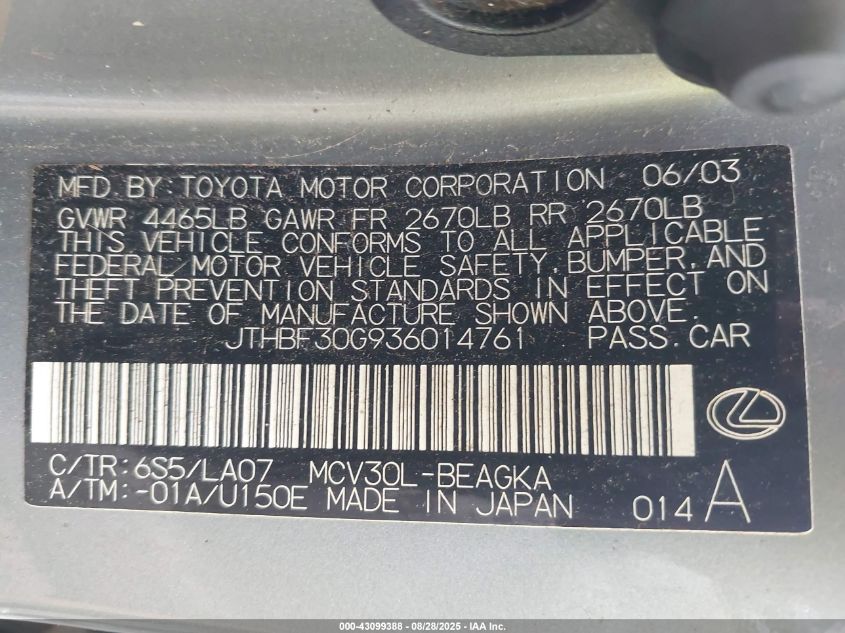 MFD. BY: TOYOTA MOTOR CORPORATION 06/03
GVWR 4465LB GAWR FR 2670LB RR 2670LB
THIS VEHICLE CONFORMS TO ALL APPLICABLE
FEDERAL MOTOR VEHICLE SAFETY, BUMPER, AND
THEFT PREVENTION STANDARDS IN EFFECT ON
THE DATE OF MANUFACTURE SHOWN ABOVE.
JTHBF30G936014761 PASS. CAR
C/TR: 6S5/LA07 MCV30L-BEAGKA
A/TM: -01A/U150E MADE IN JAPAN 014 A
000-43099388 - 08/28/2025 - IAA Inc.